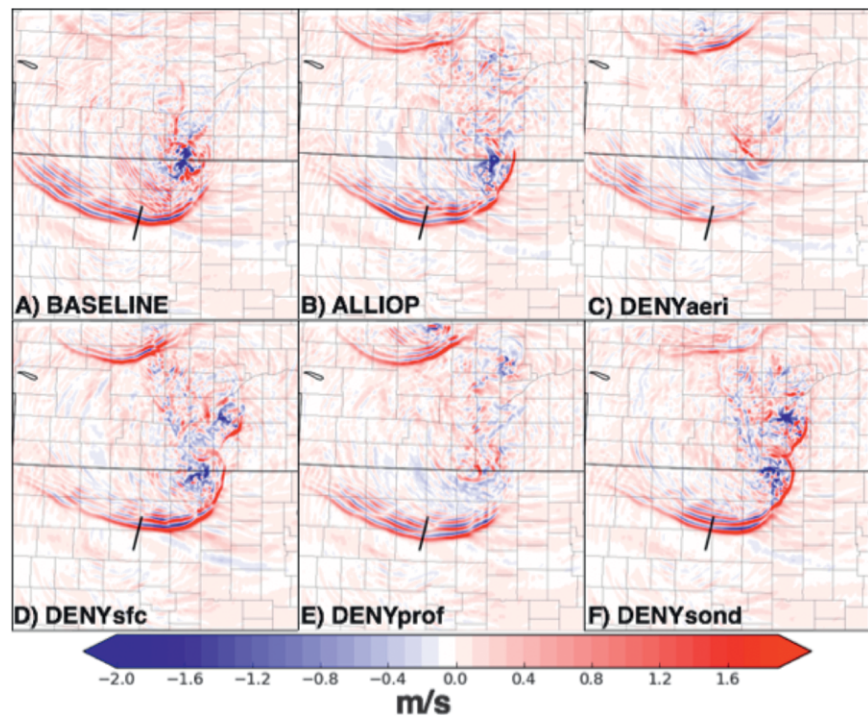 A) BASELINE B) ALLIOP C) DENYaeri
D) DENYsfc E) DENYprof F) DENYsond
−2.0 −1.6 −1.2 −0.8 −0.4 0.0 0.4 0.8 1.2 1.6
m/s